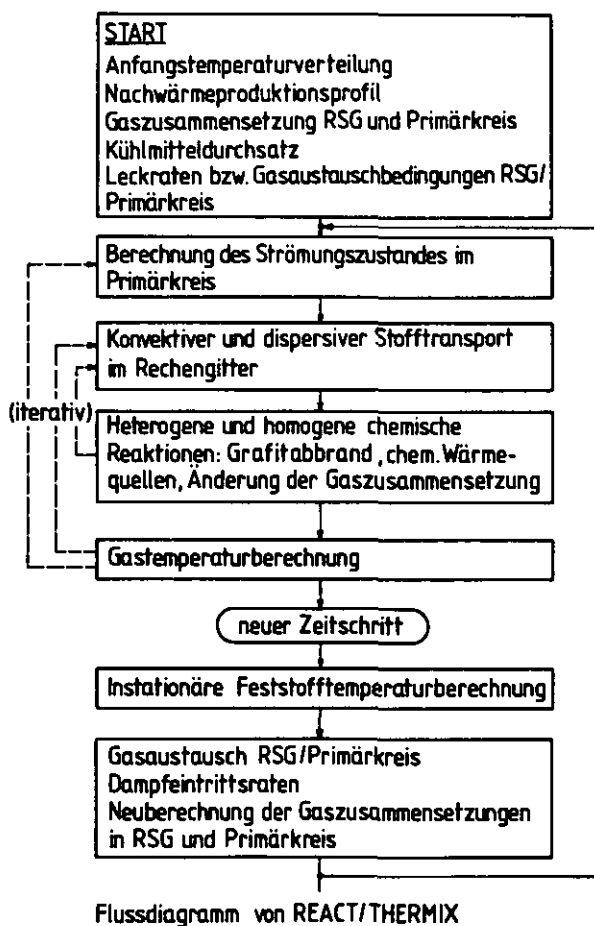 START
Anfangstemperaturverteilung
Nachwärmeproduktionsprofil
Gaszusammensetzung RSG und Primärkreis
Kühlmitteldurchsatz
Leckraten bzw. Gasaustauschbedingungen RSG/
Primärkreis
Berechnung des Strömungszustandes im
Primärkreis
Konvektiver und dispersiver Stofftransport
im Rechengitter
(iterativ)
Heterogene und homogene chemische
Reaktionen: Grafitabbrand, chem. Wärme-
quellen, Änderung der Gaszusammensetzung
Gastemperaturberechnung
neuer Zeitschritt
Instationäre Feststofftemperaturberechnung
Gasaustausch RSG/Primärkreis
Dampfeintrittsraten
Neuberechnung der Gaszusammensetzungen
in RSG und Primärkreis
Flussdiagramm von REACT/THERMIX